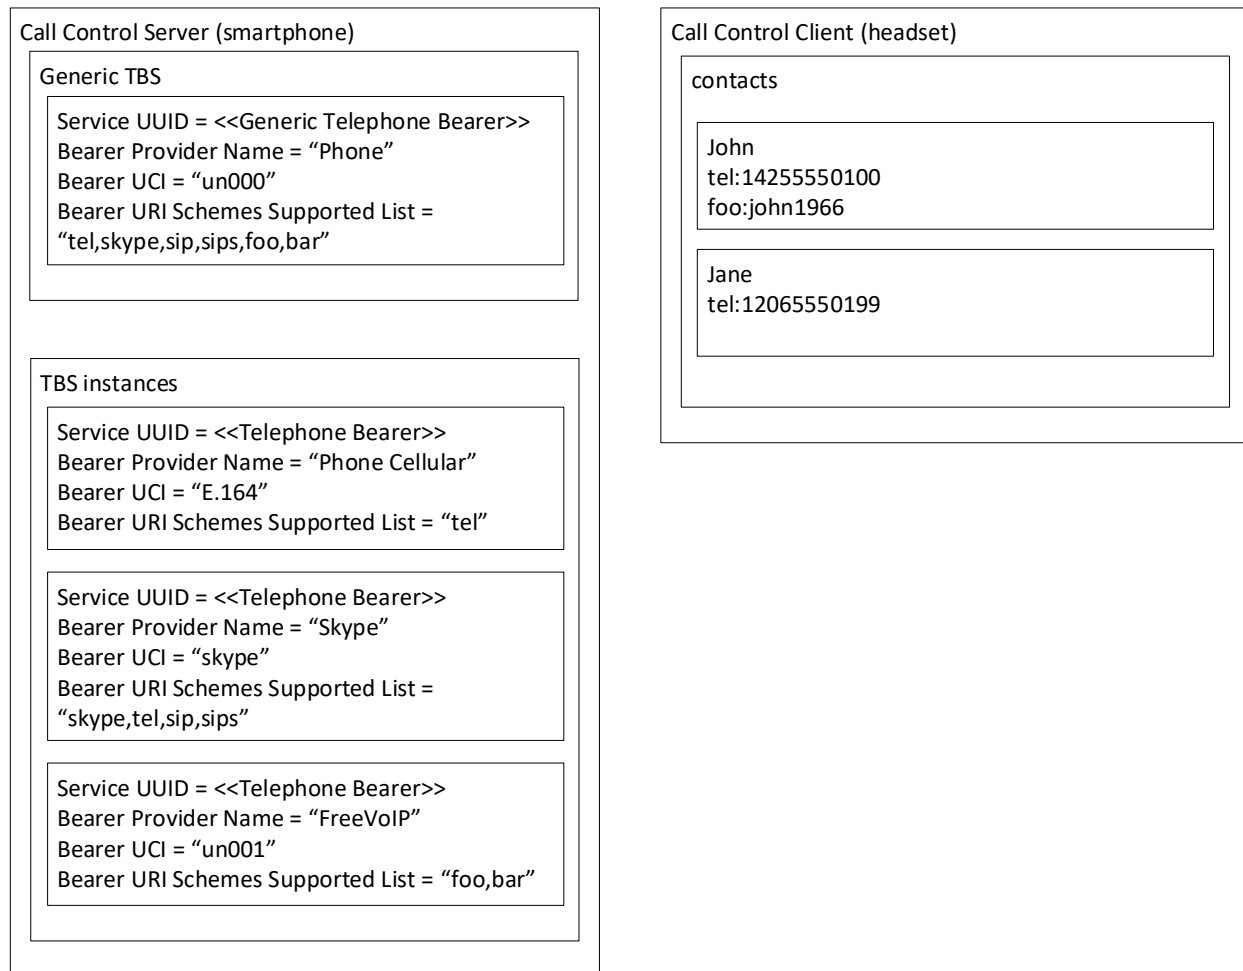 Call Control Server (smartphone)
Generic TBS
Service UUID = <<Generic Telephone Bearer>>
Bearer Provider Name = “Phone”
Bearer UCI = “un000”
Bearer URI Schemes Supported List =
“tel,skype,sip,sips,foo,bar”
TBS instances
Service UUID = <<Telephone Bearer>>
Bearer Provider Name = “Phone Cellular”
Bearer UCI = “E.164”
Bearer URI Schemes Supported List = “tel”
Service UUID = <<Telephone Bearer>>
Bearer Provider Name = “Skype”
Bearer UCI = “skype”
Bearer URI Schemes Supported List =
“skype,tel,sip,sips”
Service UUID = <<Telephone Bearer>>
Bearer Provider Name = “FreeVoIP”
Bearer UCI = “un001”
Bearer URI Schemes Supported List = “foo,bar”
Call Control Client (headset)
contacts
John
tel:14255550100
foo:john1966
Jane
tel:12065550199